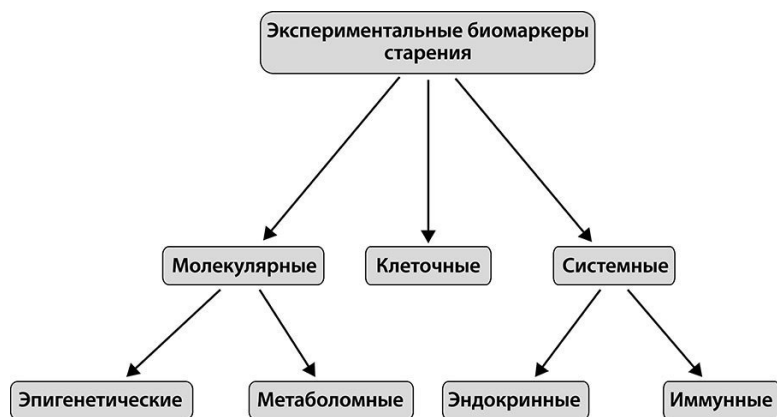 Экспериментальные биомаркеры
старения
Молекулярные
Клеточные
Системные
Эпигенетические
Метаболомные
Эндокринные
Иммунные